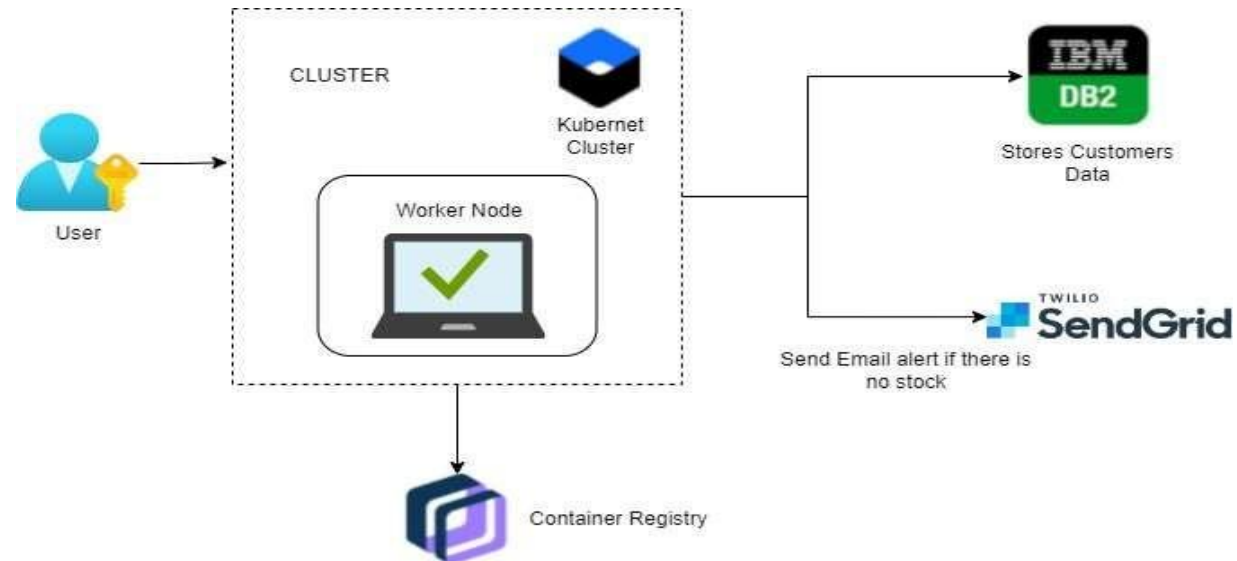 CLUSTER
Kubernet
Cluster
User
Worker Node
IBM
DB2
Stores Customers
Data
TWILIO
SendGrid
Send Email alert if there is
no stock
Container Registry